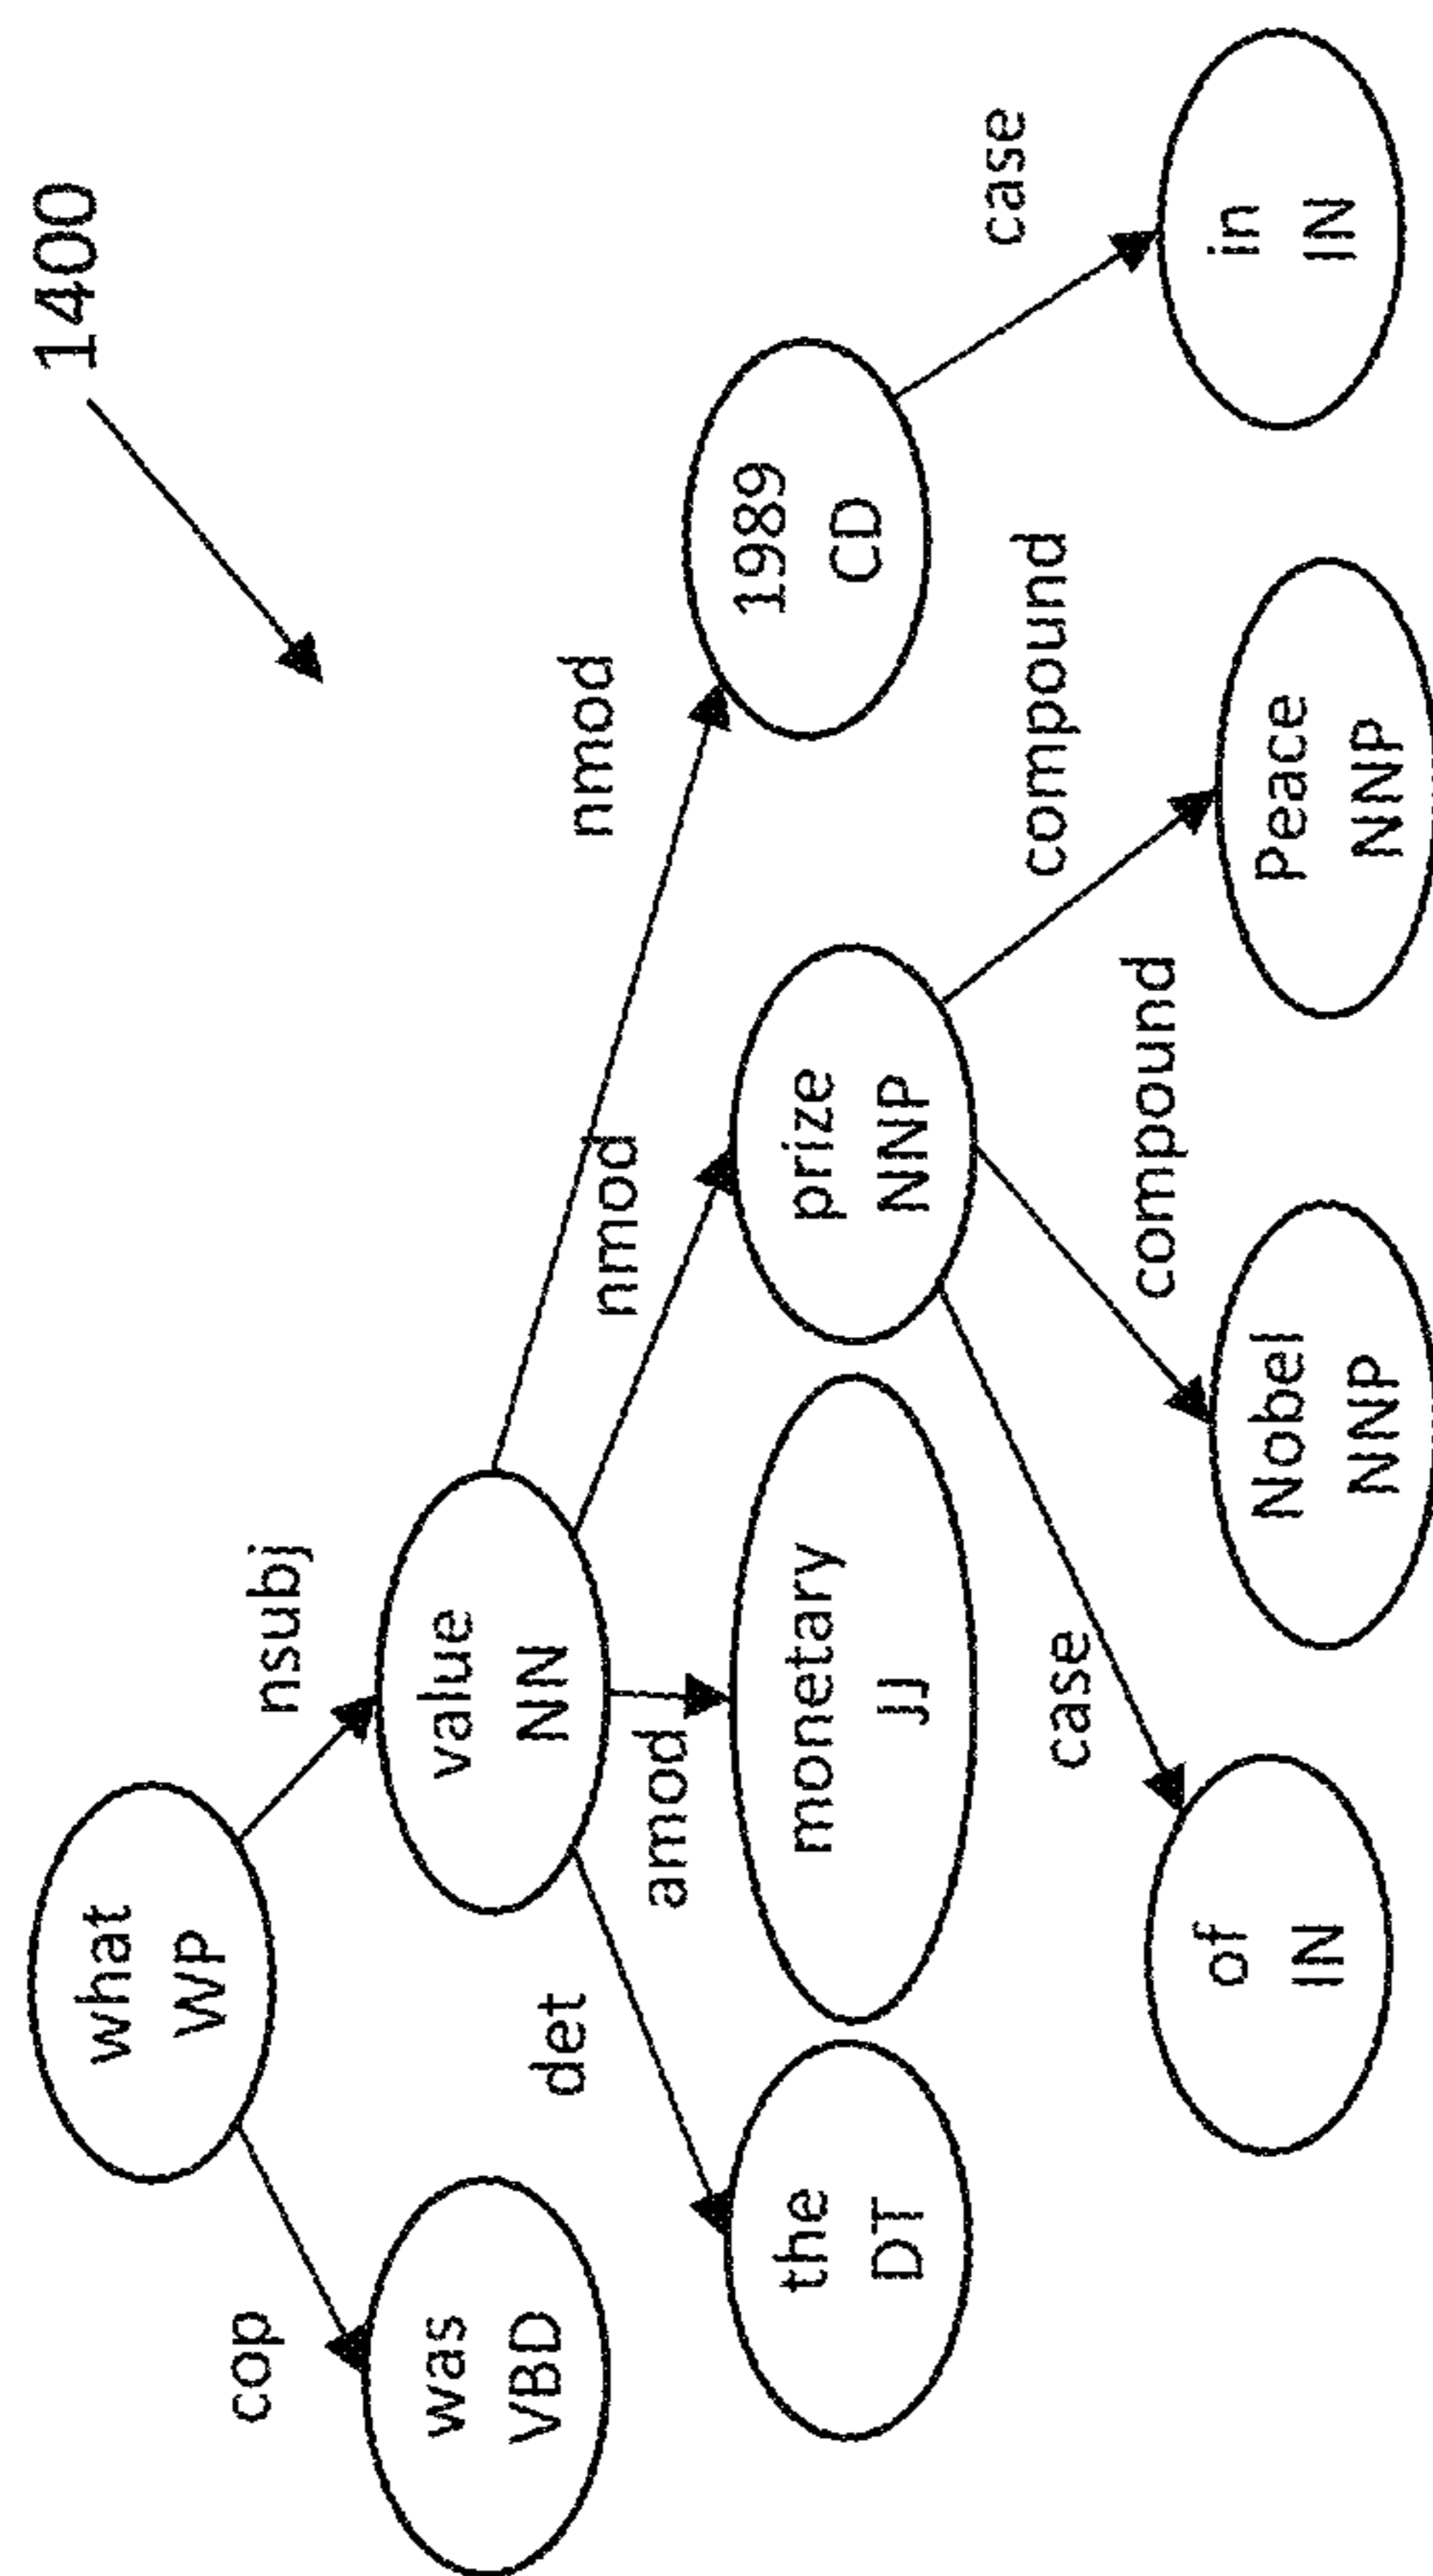 1400
what
WP
cop
nsubj
was
VBD
value
NN
det
amod
nmod
nmod
the
DT
monetary
JJ
prize
NNP
1989
CD
case
compound
compound
case
of
IN
Nobel
NNP
Peace
NNP
in
IN